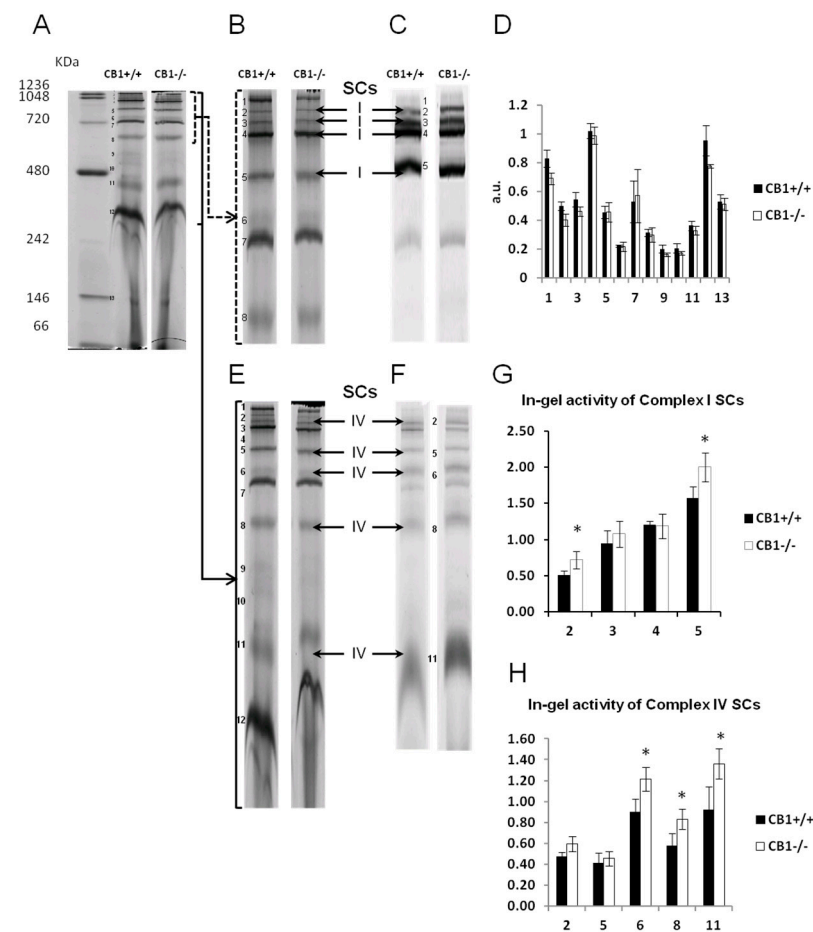 A
B
C
D
KDa
CB1+/+ CB1-/-
CB1+/+ CB1-/-
SCs
CB1+/+ CB1-/-
1236
1048
720
480
242
146
66
10
11
12
13
1
2
3
4
5
6
7
8
I
I
I
I
1
2
3
4
5
a.u.
1.2
1
0.8
0.6
0.4
0.2
0
1 3 5 7 9 11 13
CB1+/+
CB1-/-
E
SCs
F
1
2
3
4
5
6
7
8
9
10
11
12
IV
IV
IV
IV
IV
2
5
6
8
11
G
In-gel activity of Complex I SCs
2.50
2.00
1.50
1.00
0.50
0.00
* *
2 3 4 5
CB1+/+
CB1-/-
H
In-gel activity of Complex IV SCs
1.60
1.40
1.20
1.00
0.80
0.60
0.40
0.20
0.00
* * *
2 5 6 8 11
CB1+/+
CB1-/-